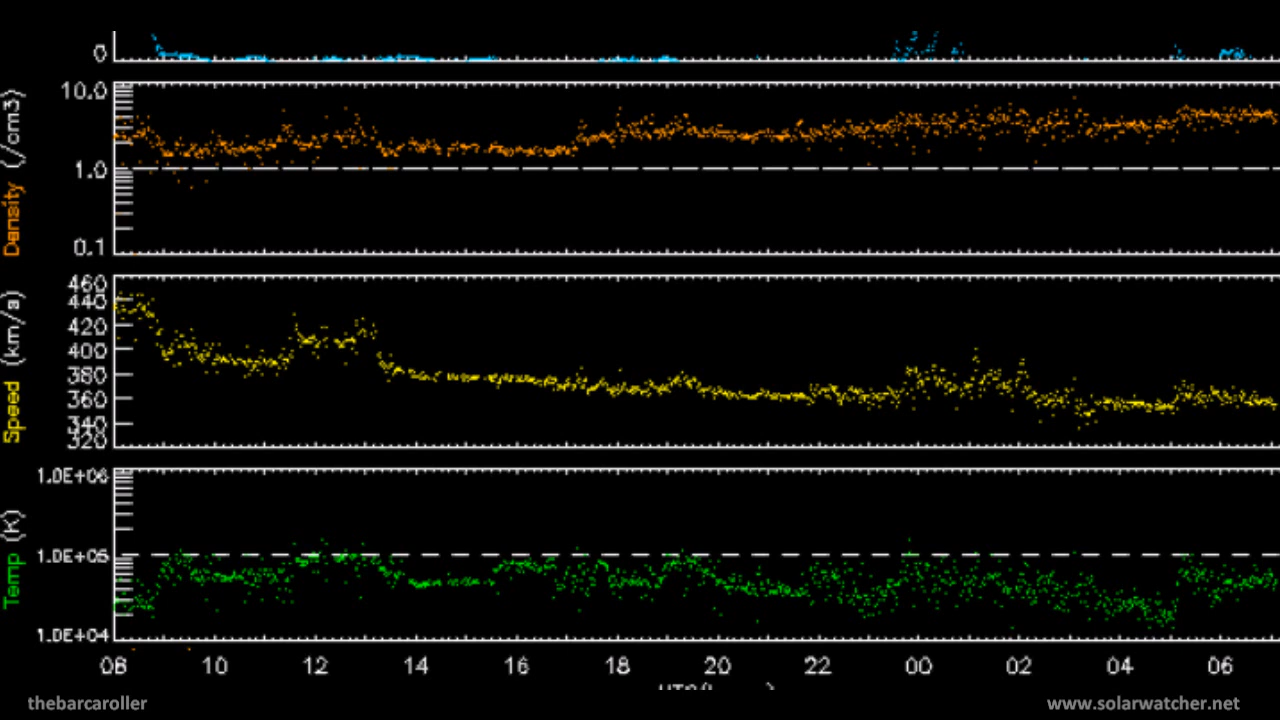 0
10.0
1.0
0.1
Density (/cm3)
460
440
420
400
380
360
340
320
Speed (km/s)
1.0E+06
1.0E+05
1.0E+04
Temp (K)
08 10 12 14 16 18 20 22 00 02 04 06
thebarcaroller
www.solarwatcher.net